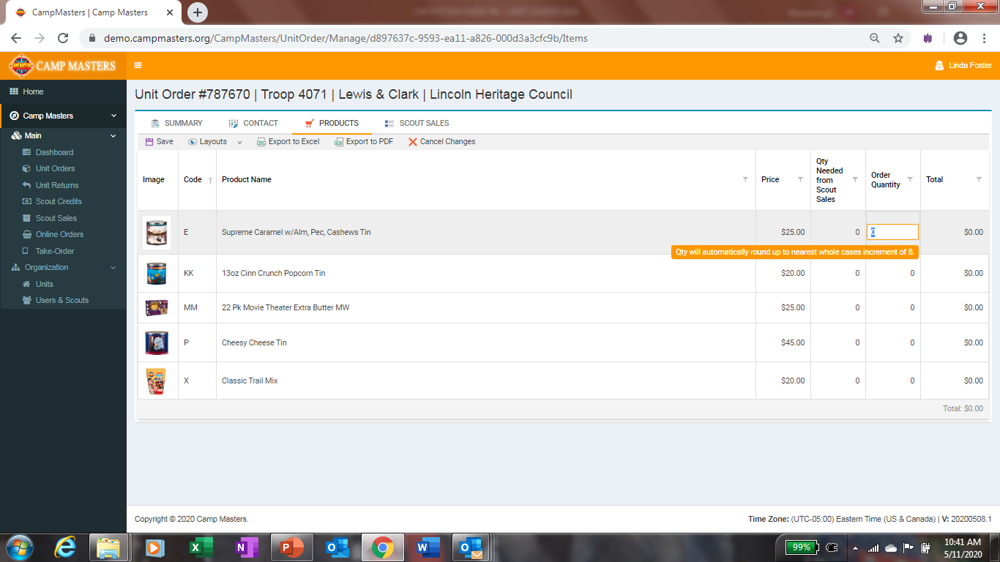 CampMasters | Camp Masters
demo.campmasters.org/CampMasters/UnitOrder/Manage/d897637c-9593-ea11-a826-000d3a3cfc9b/Items
CAMP MASTERS
Linda Foster
Home
Camp Masters
Main
Dashboard
Unit Orders
Unit Returns
Scout Credits
Scout Sales
Online Orders
Take-Order
Organization
Units
Users & Scouts
Unit Order #787670 | Troop 4071 | Lewis & Clark | Lincoln Heritage Council
SUMMARY CONTACT PRODUCTS SCOUT SALES
Save Layouts Export to Excel Export to PDF Cancel Changes
Image Code Product Name Price Qty Needed from Scout Sales Order Quantity Total
E Supreme Caramel w/Alm, Pec, Cashews Tin $25.00 0 0 $0.00
Qty will automatically round up to nearest whole cases increment of 8.
KK 13oz Cinn Crunch Popcorn Tin $20.00 0 0 $0.00
MM 22 Pk Movie Theater Extra Butter MW $25.00 0 0 $0.00
P Cheesy Cheese Tin $45.00 0 0 $0.00
X Classic Trail Mix $20.00 0 0 $0.00
Total: $0.00
Copyright © 2020 Camp Masters.
Time Zone: (UTC-05:00) Eastern Time (US & Canada) | V: 20200508.1
99%
10:41 AM
5/11/2020